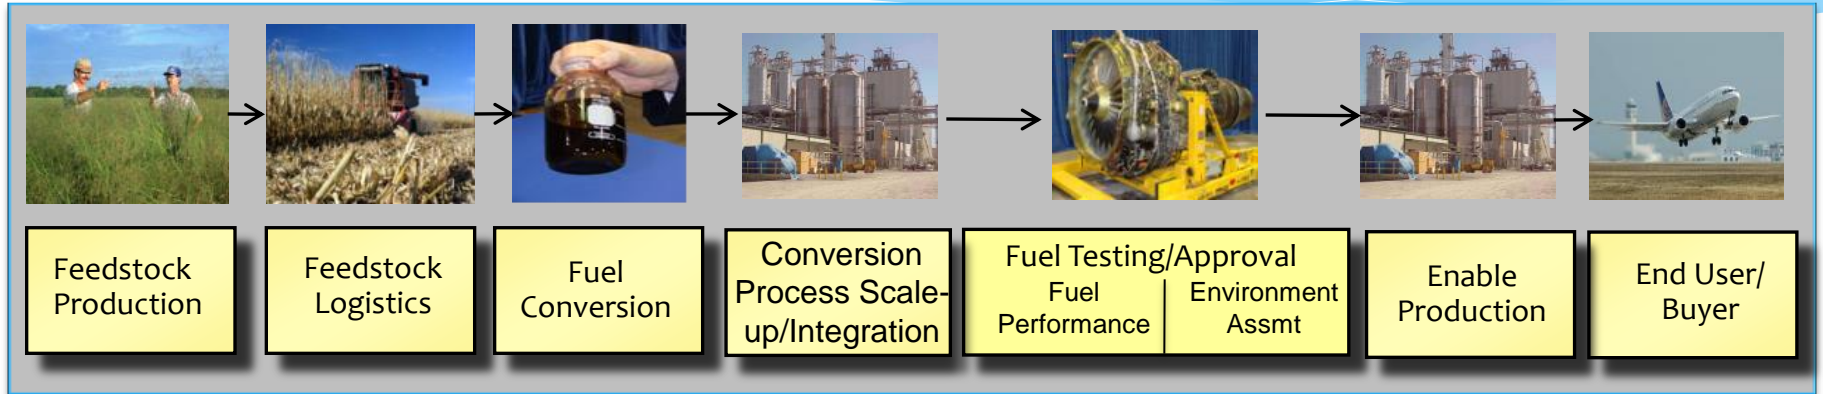 Feedstock
Production
Feedstock
Logistics
Fuel
Conversion
Conversion
Process Scale-
up/Integration
Fuel Testing/Approval
Fuel
Performance
Environment
Assmt
Enable
Production
End User/
Buyer